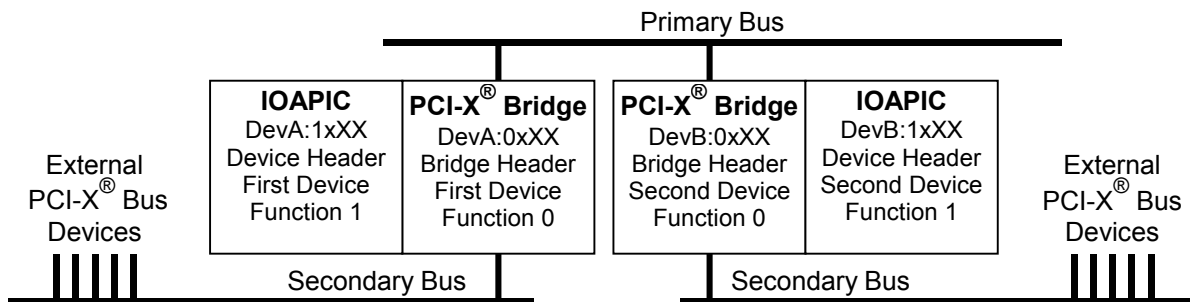 Primary Bus
IOAPIC
DevA:1xXX
Device Header
First Device
Function 1
PCI-X® Bridge
DevA:0xXX
Bridge Header
First Device
Function 0
PCI-X® Bridge
DevB:0xXX
Bridge Header
Second Device
Function 0
IOAPIC
DevB:1xXX
Device Header
Second Device
Function 1
External
PCI-X® Bus
Devices
External
PCI-X® Bus
Devices
Secondary Bus
Secondary Bus